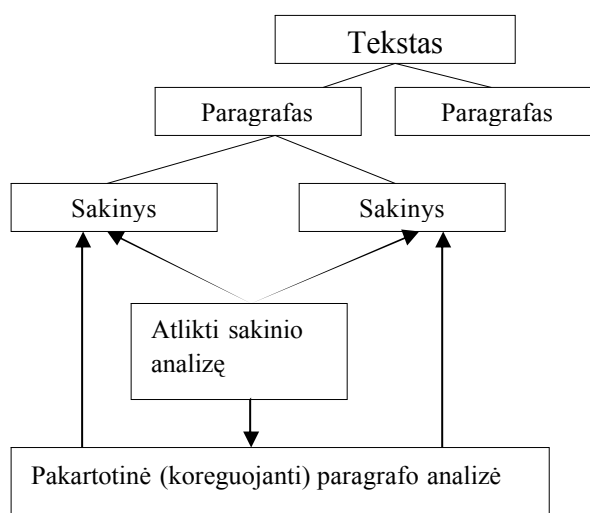 Tekstas
Paragrafas
Paragrafas
Sakinys
Sakinys
Atlikti sakinio
analizę
Pakartotinė (koreguojanti) paragrafo analizė